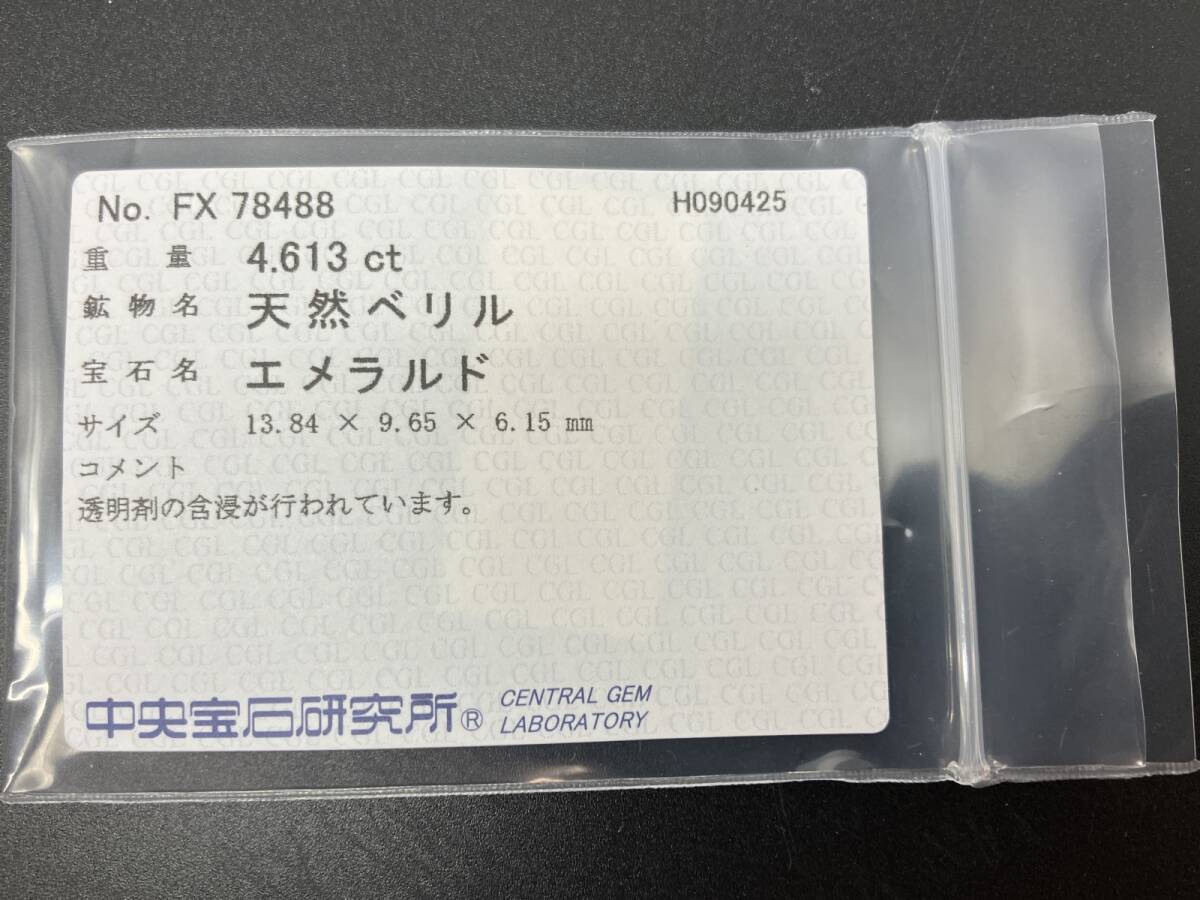 No. FX 78488 H090425
重量 4.613 ct
鉱物名 天然ベリル
宝石名 エメラルド
サイズ 13.84 × 9.65 × 6.15 mm
コメント
透明剤の含浸が行われています。
中央宝石研究所® CENTRAL GEM
LABORATORY